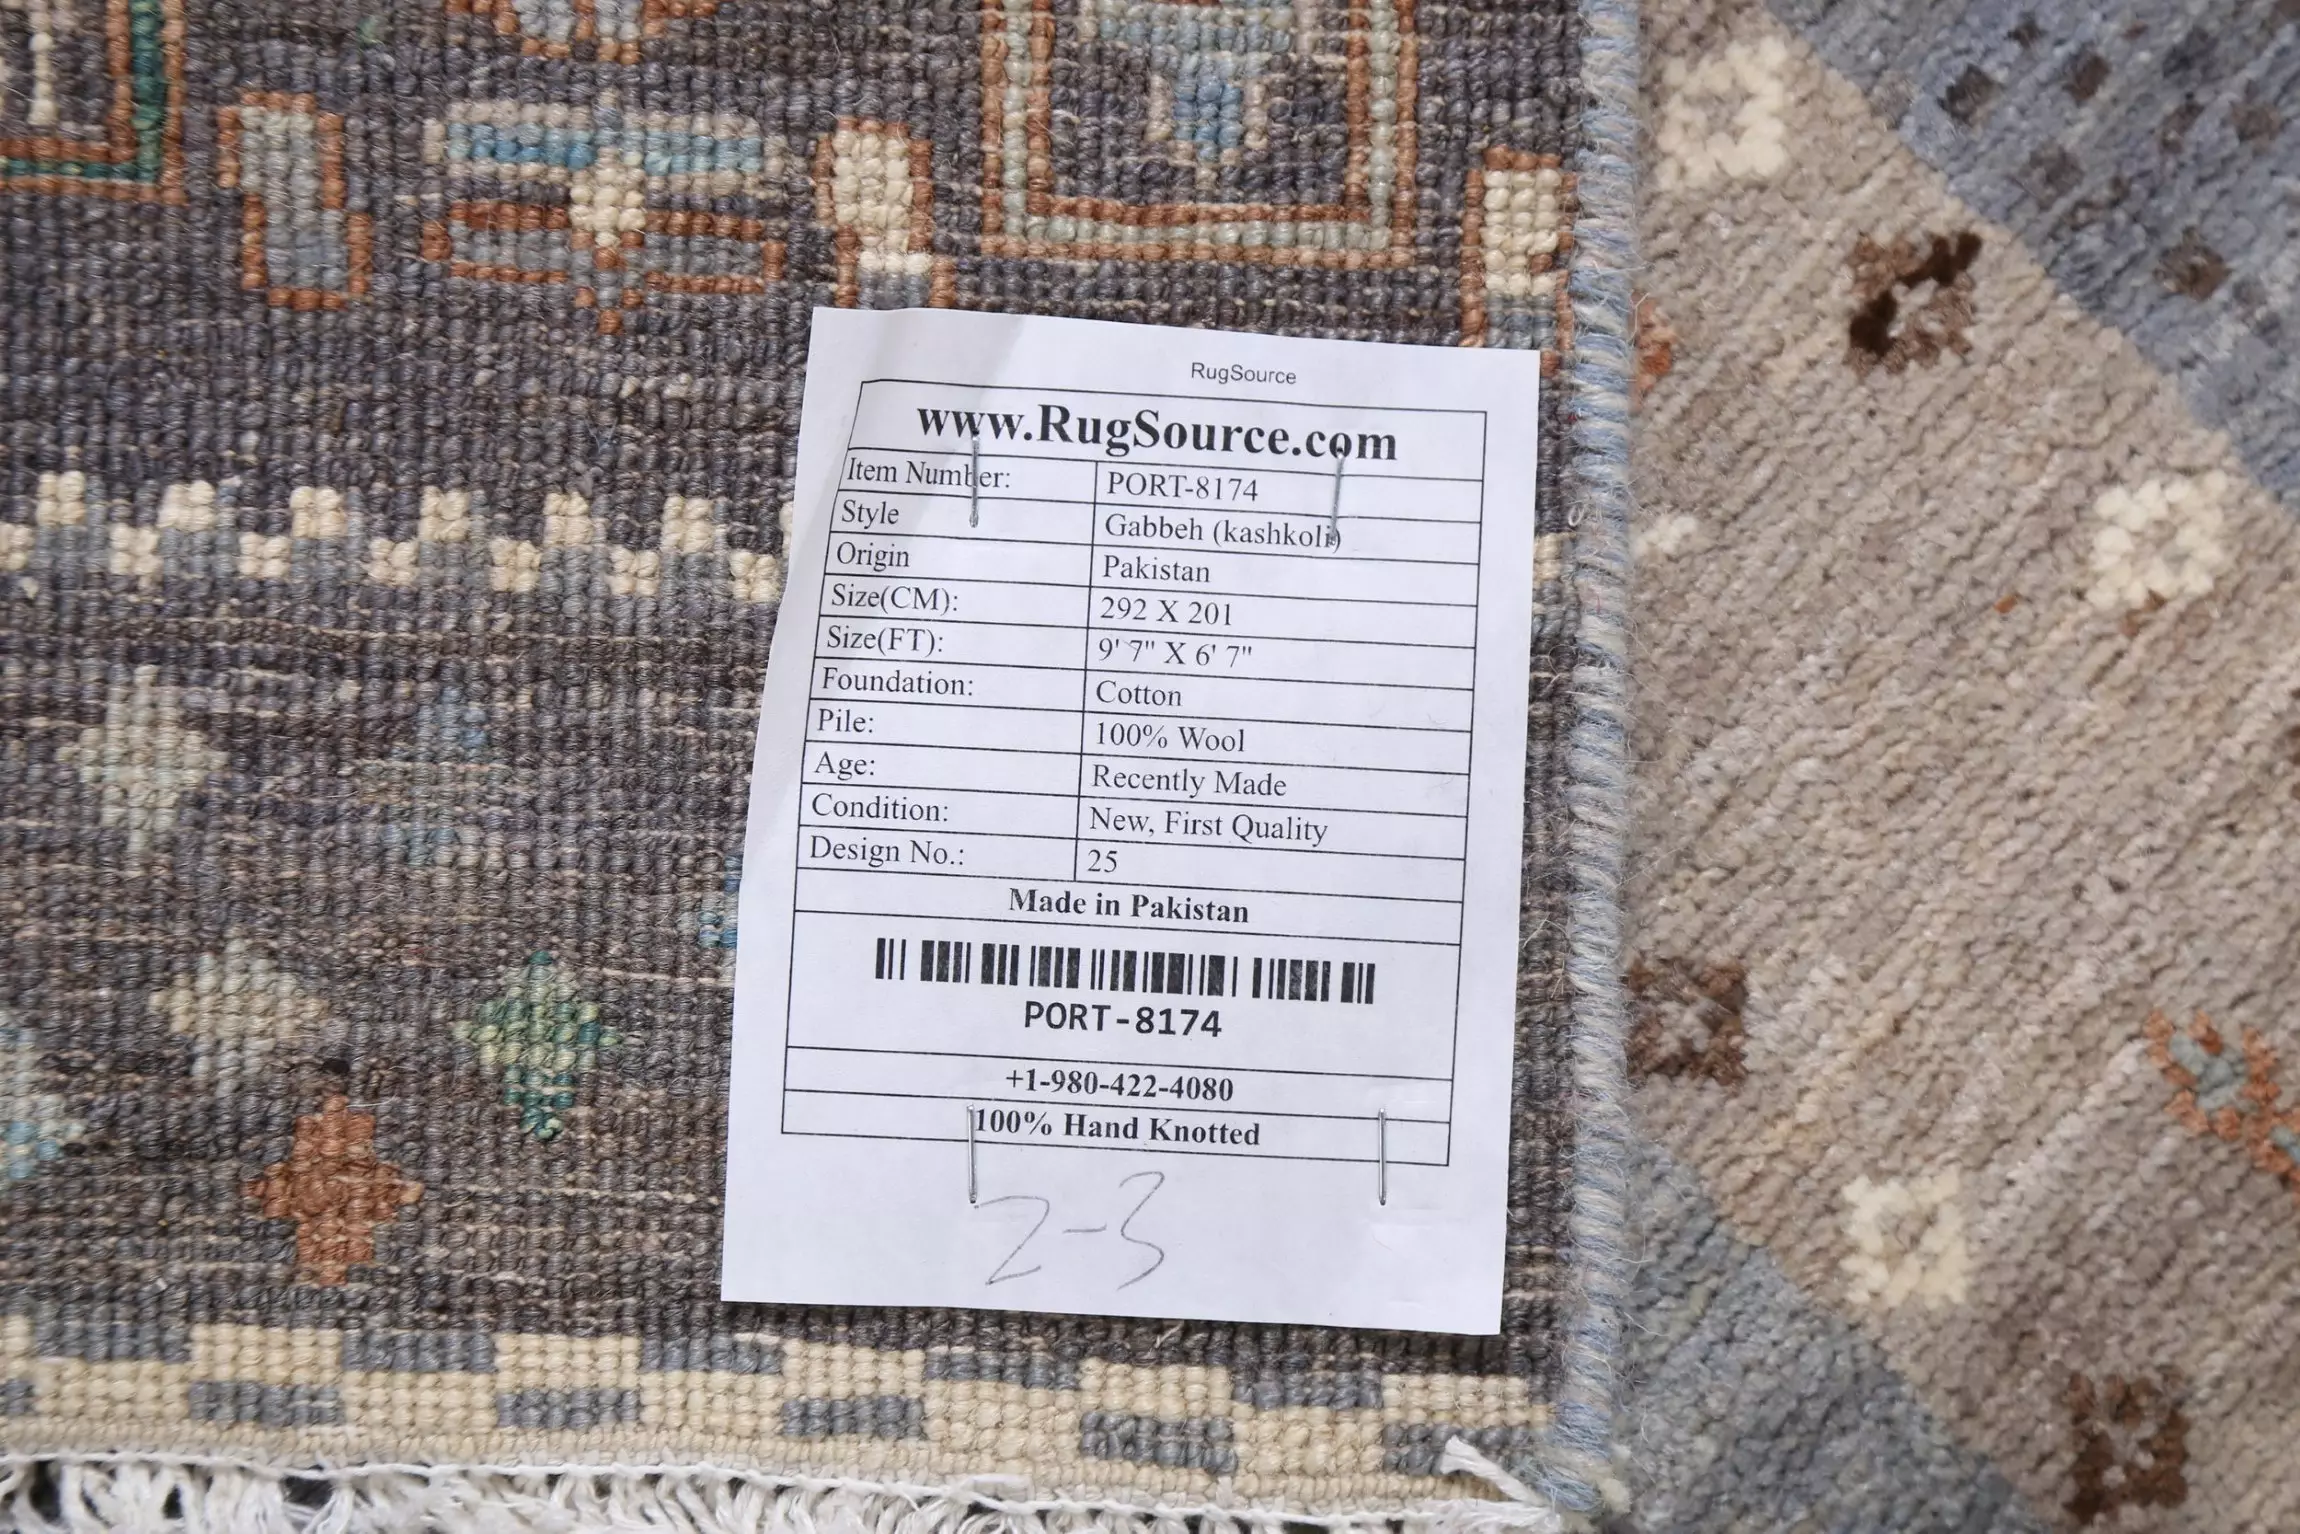 RugSource
www.RugSource.com
Item Number: PORT-8174
Style Gabbeh (kashkoli)
Origin Pakistan
Size(CM): 292 X 201
Size(FT): 9' 7" X 6' 7"
Foundation: Cotton
Pile: 100% Wool
Age: Recently Made
Condition: New, First Quality
Design No.: 25
Made in Pakistan
PORT-8174
+1-980-422-4080
100% Hand Knotted
2-3